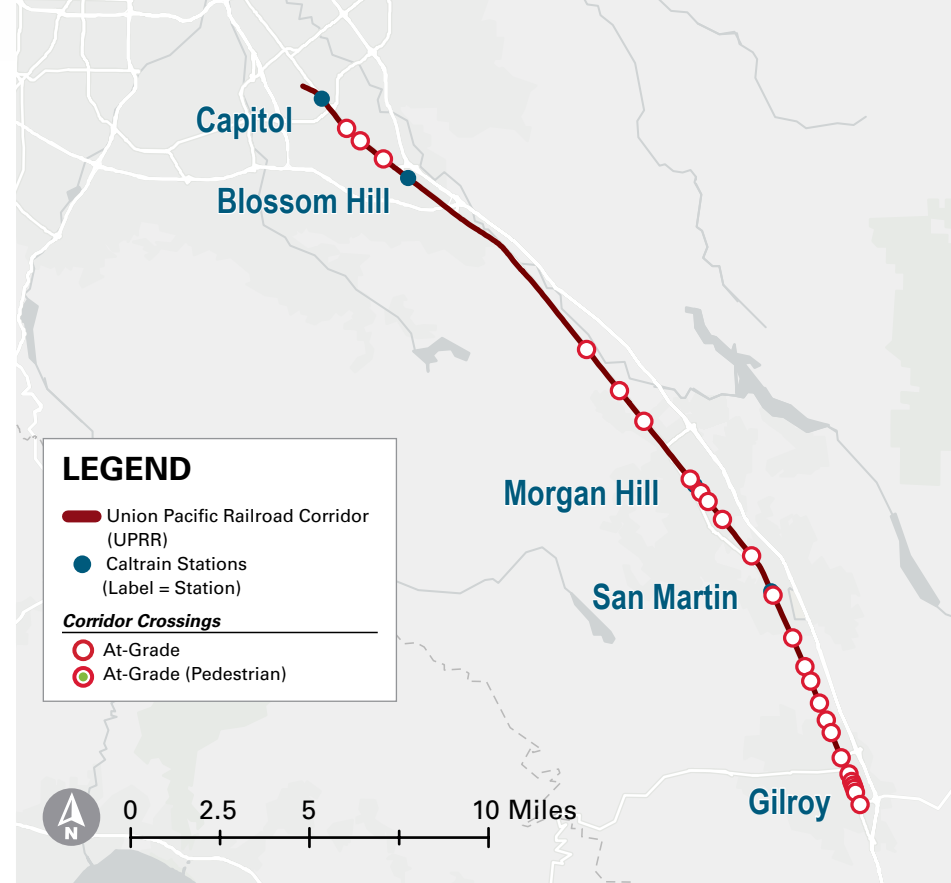 Capitol
Blossom Hill
Morgan Hill
San Martin
Gilroy
LEGEND
Union Pacific Railroad Corridor
(UPRR)
Caltrain Stations
(Label = Station)
Corridor Crossings
At-Grade
At-Grade (Pedestrian)
N
0 2.5 5 10 Miles